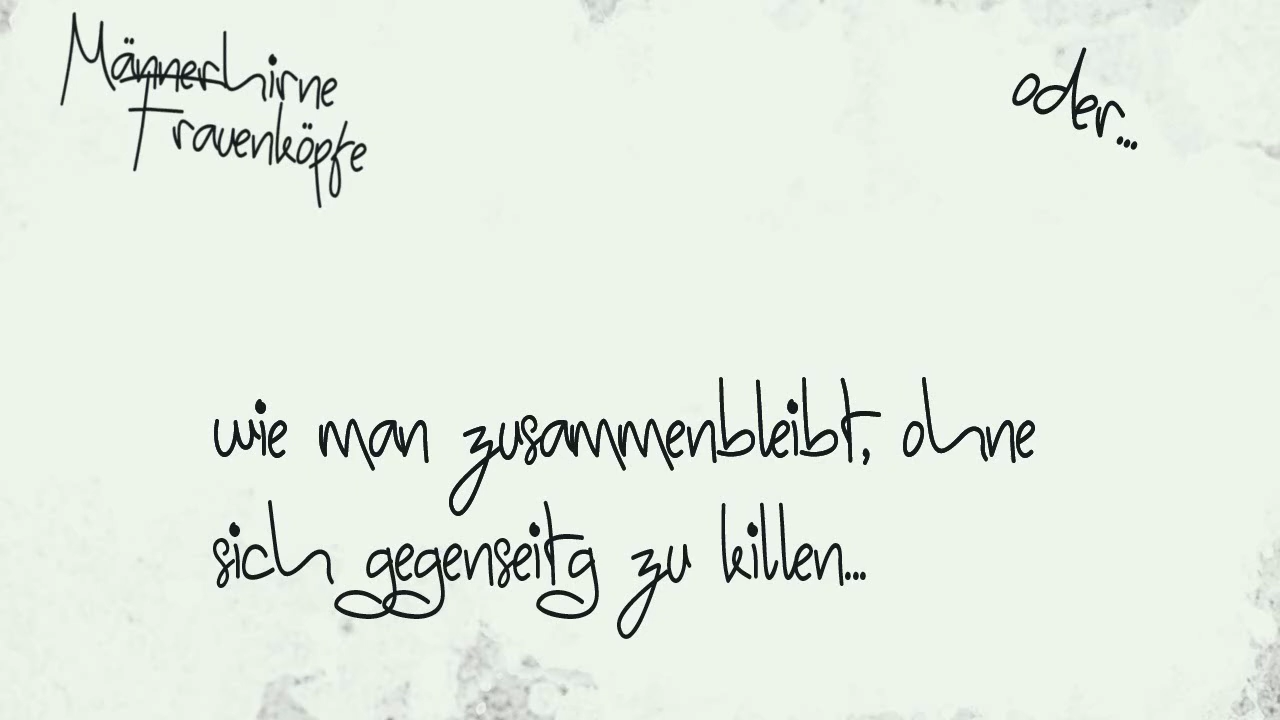 Männerhirne
Frauenköpfe
oder...
wie man zusammenbleibt, ohne
sich gegenseitg zu killen...